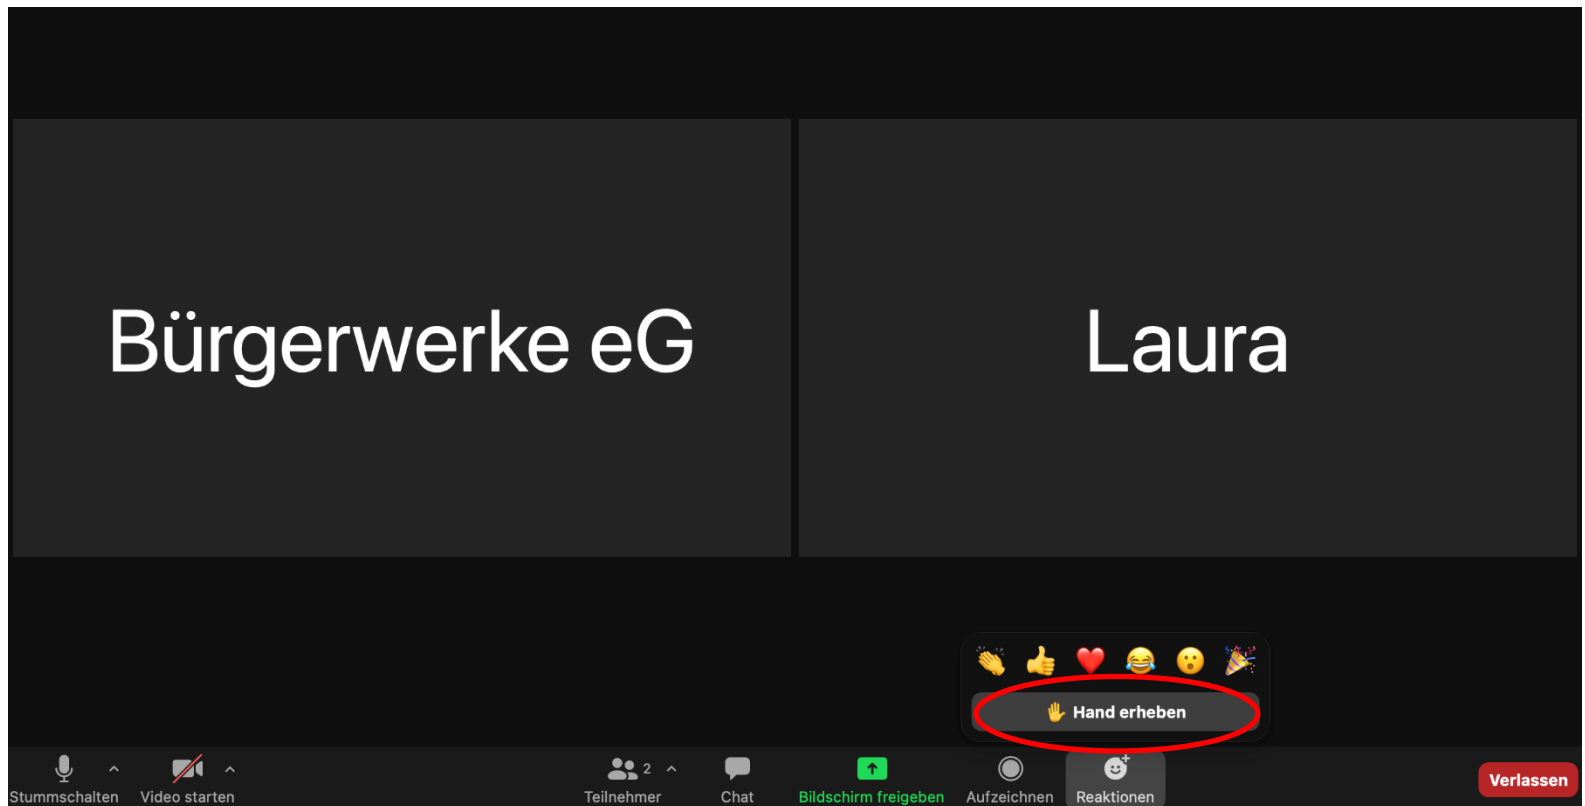 Bürgerwerke eG
Laura
Hand erheben
2
Stummschalten
Video starten
Teilnehmer
Chat
Bildschirm freigeben
Aufzeichnen
Reaktionen
Verlassen